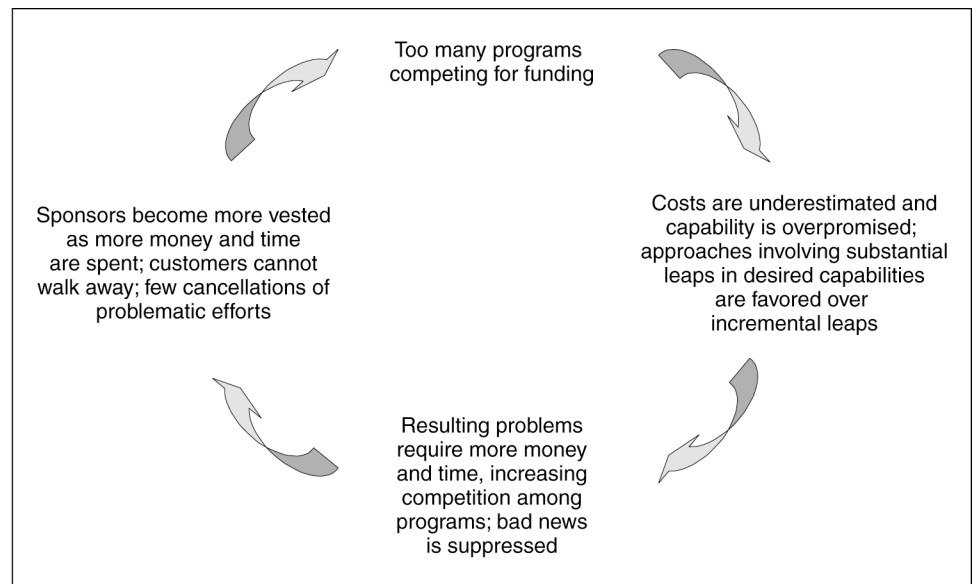 Too many programs
competing for funding
Costs are underestimated and
capability is overpromised;
approaches involving substantial
leaps in desired capabilities
are favored over
incremental leaps
Resulting problems
require more money
and time, increasing
competition among
programs; bad news
is suppressed
Sponsors become more vested
as more money and time
are spent; customers cannot
walk away; few cancellations of
problematic efforts